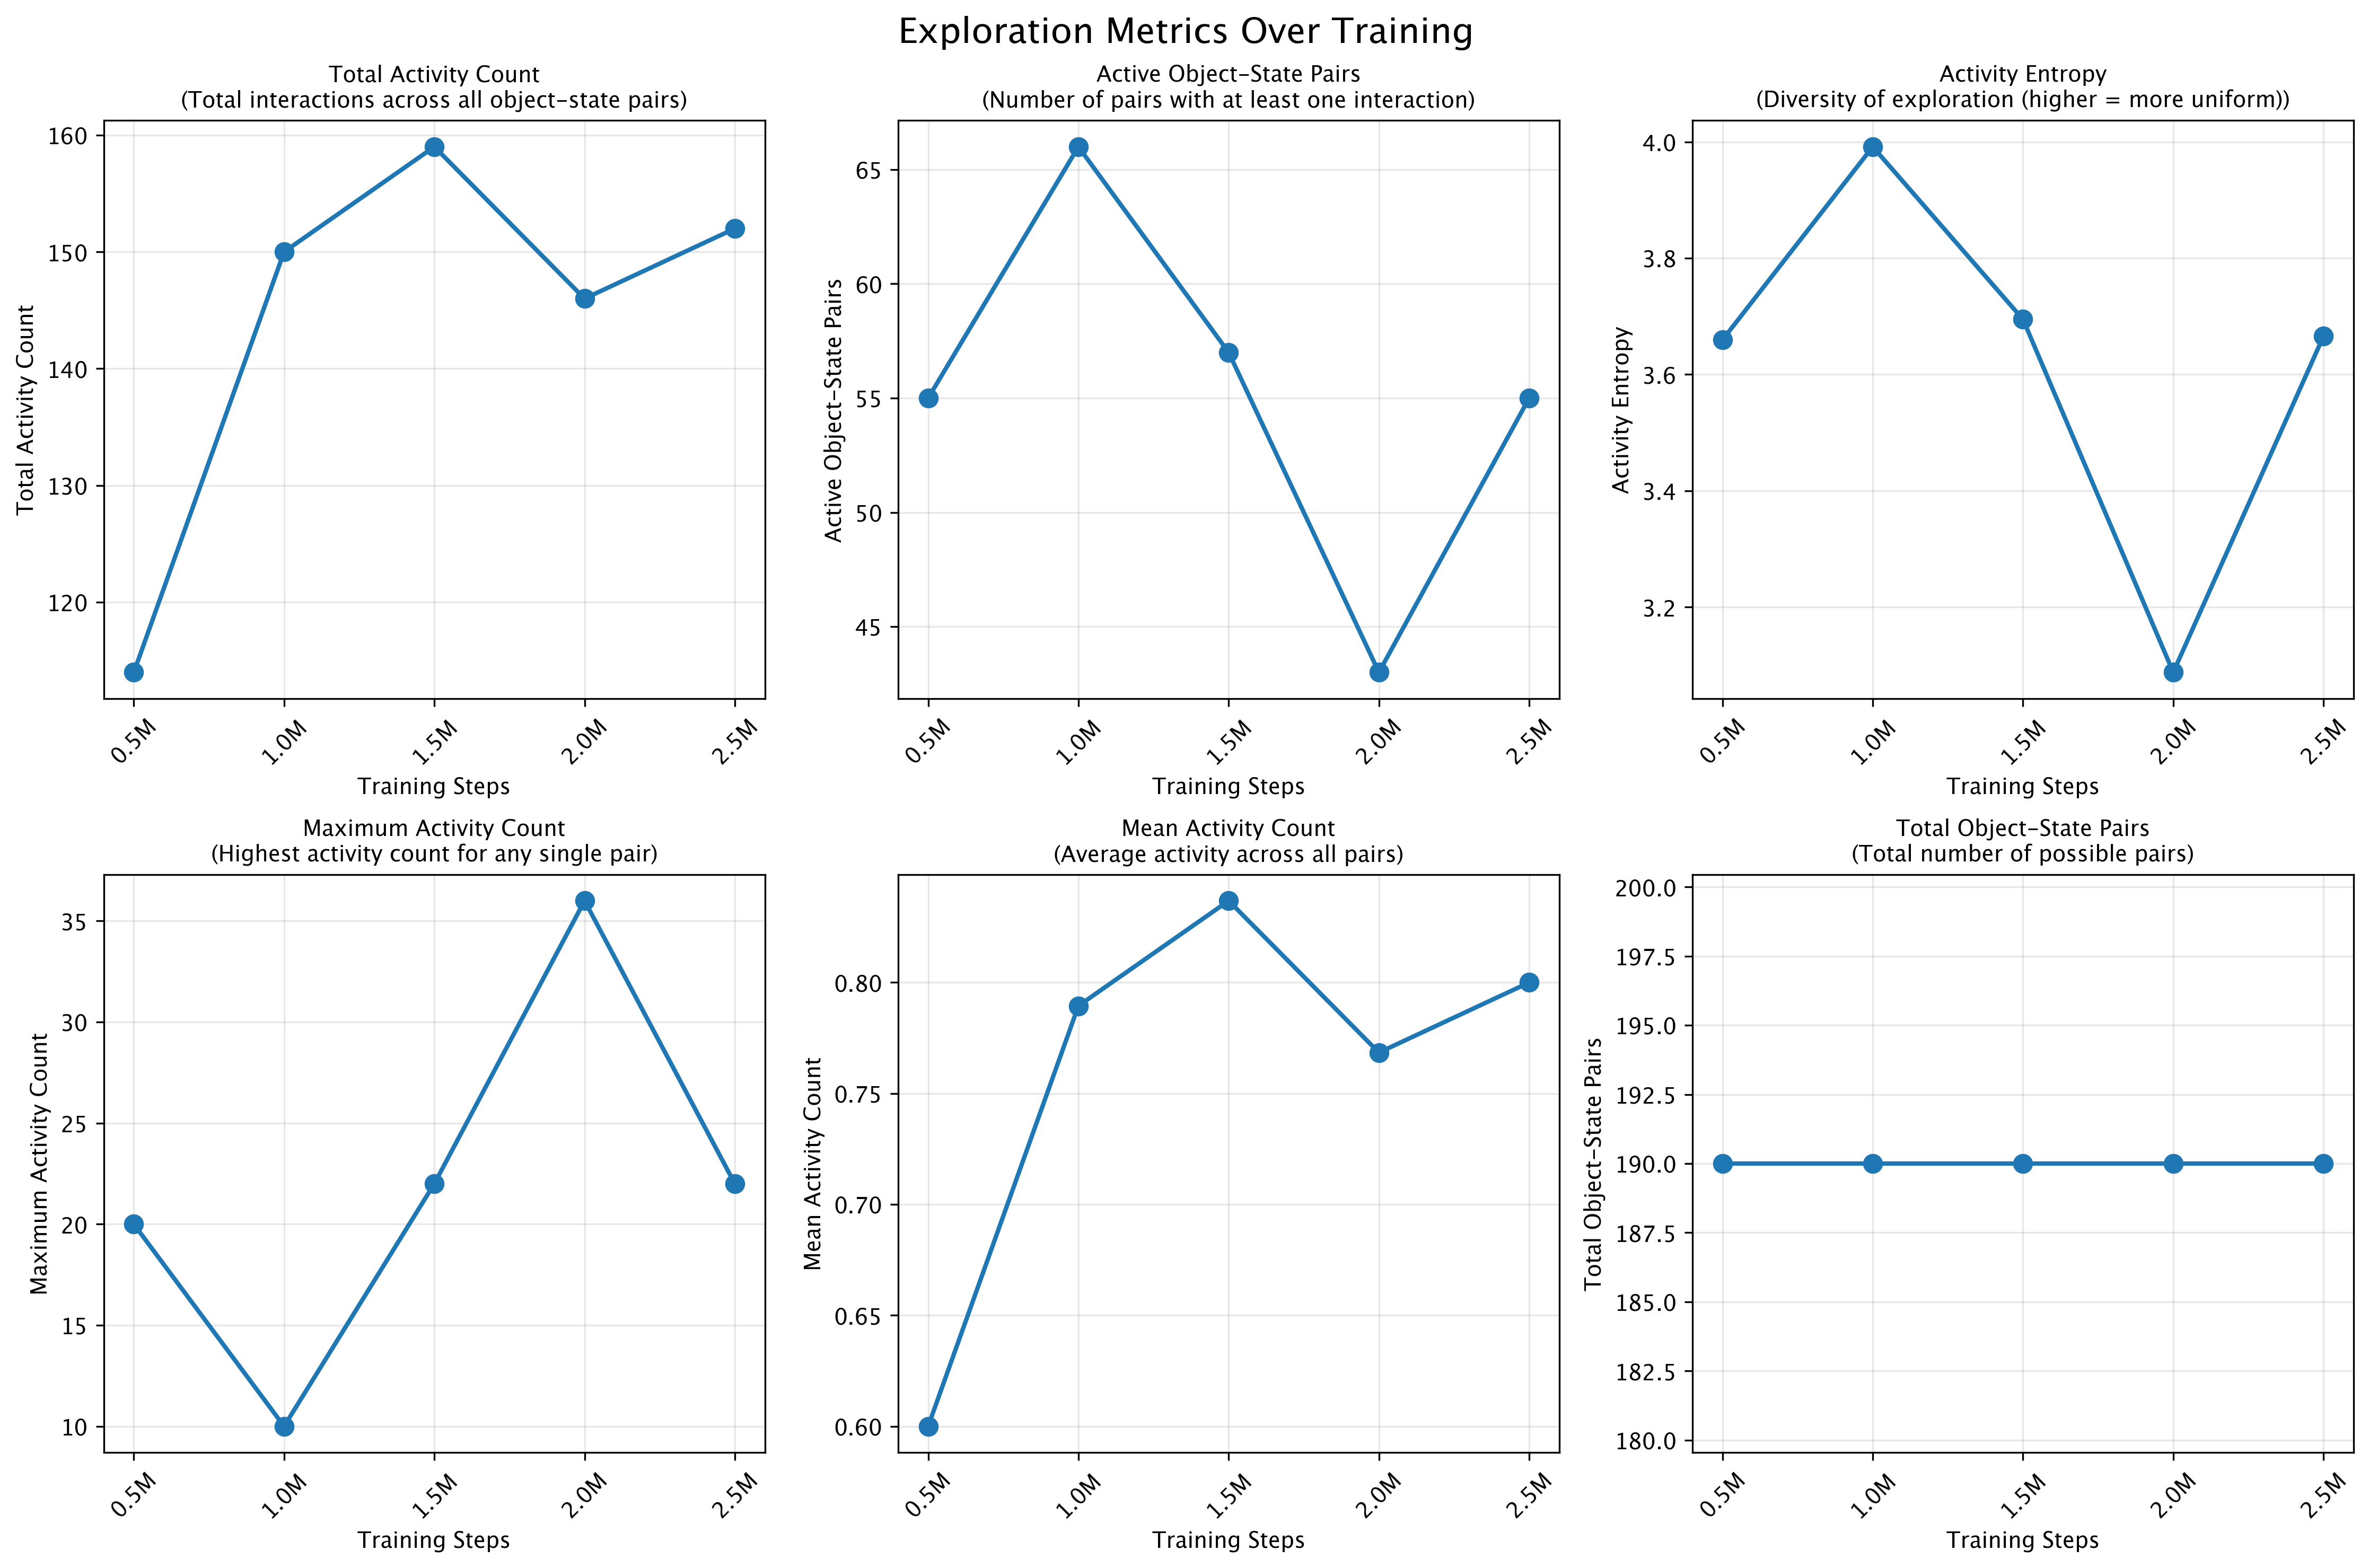 Exploration Metrics Over Training
Total Activity Count
(Total interactions across all object-state pairs)
Total Activity Count
160
150
140
130
120
0.5M
1.0M
1.5M
2.0M
2.5M
Training Steps
Active Object-State Pairs
(Number of pairs with at least one interaction)
Active Object-State Pairs
65
60
55
50
45
0.5M
1.0M
1.5M
2.0M
2.5M
Training Steps
Activity Entropy
(Diversity of exploration (higher = more uniform))
Activity Entropy
4.0
3.8
3.6
3.4
3.2
0.5M
1.0M
1.5M
2.0M
2.5M
Training Steps
Maximum Activity Count
(Highest activity count for any single pair)
Maximum Activity Count
35
30
25
20
15
10
0.5M
1.0M
1.5M
2.0M
2.5M
Training Steps
Mean Activity Count
(Average activity across all pairs)
Mean Activity Count
0.80
0.75
0.70
0.65
0.60
0.5M
1.0M
1.5M
2.0M
2.5M
Training Steps
Total Object-State Pairs
(Total number of possible pairs)
Total Object-State Pairs
200.0
197.5
195.0
192.5
190.0
187.5
185.0
182.5
180.0
0.5M
1.0M
1.5M
2.0M
2.5M
Training Steps